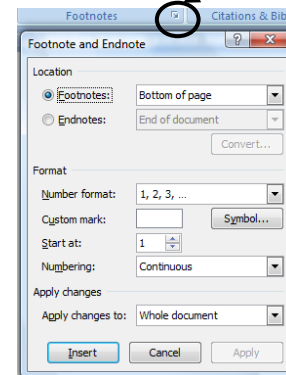 Footnotes Citations & Bib
Footnote and Endnote
Location
Footnotes: Bottom of page
Endnotes: End of document
Convert...
Format
Number format: 1, 2, 3, ...
Custom mark: Symbol...
Start at: 1
Numbering: Continuous
Apply changes
Apply changes to: Whole document
Insert Cancel Apply